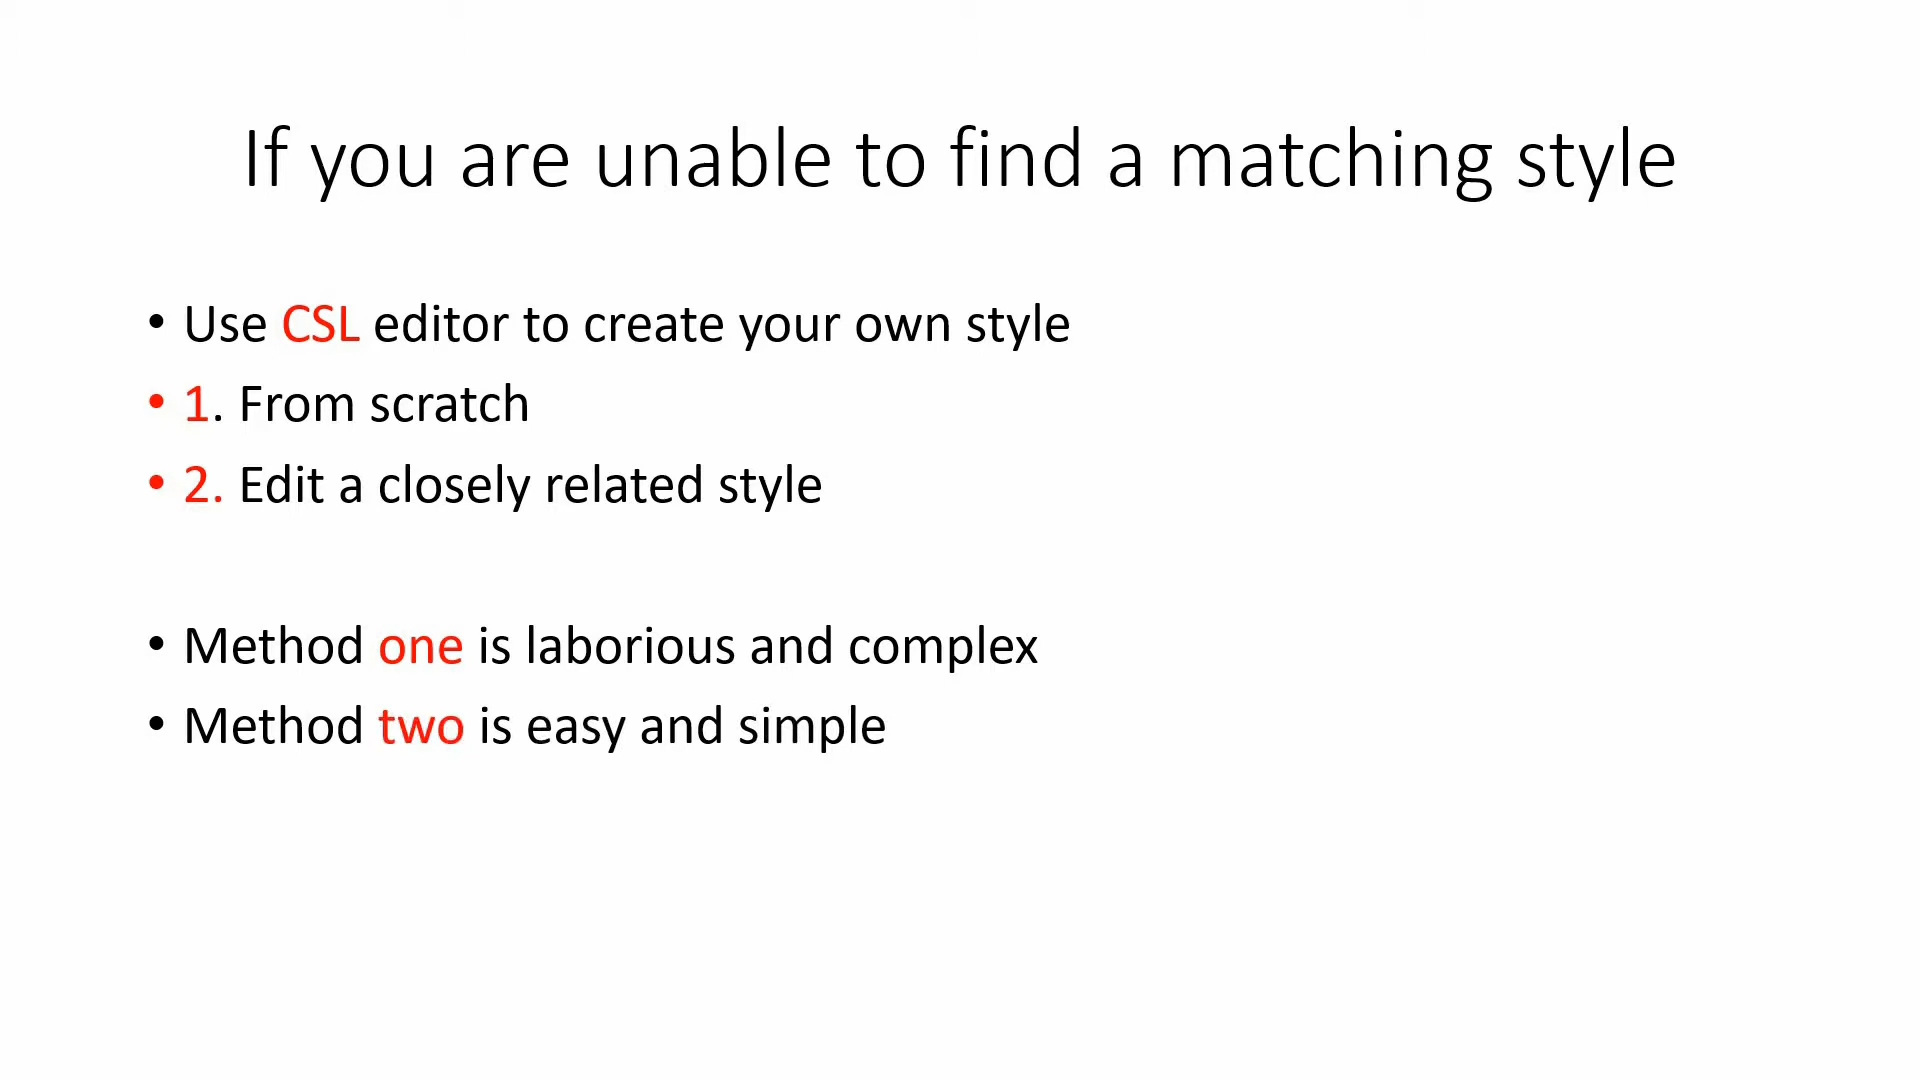 If you are unable to find a matching style
• Use CSL editor to create your own style
• 1. From scratch
• 2. Edit a closely related style
• Method one is laborious and complex
• Method two is easy and simple